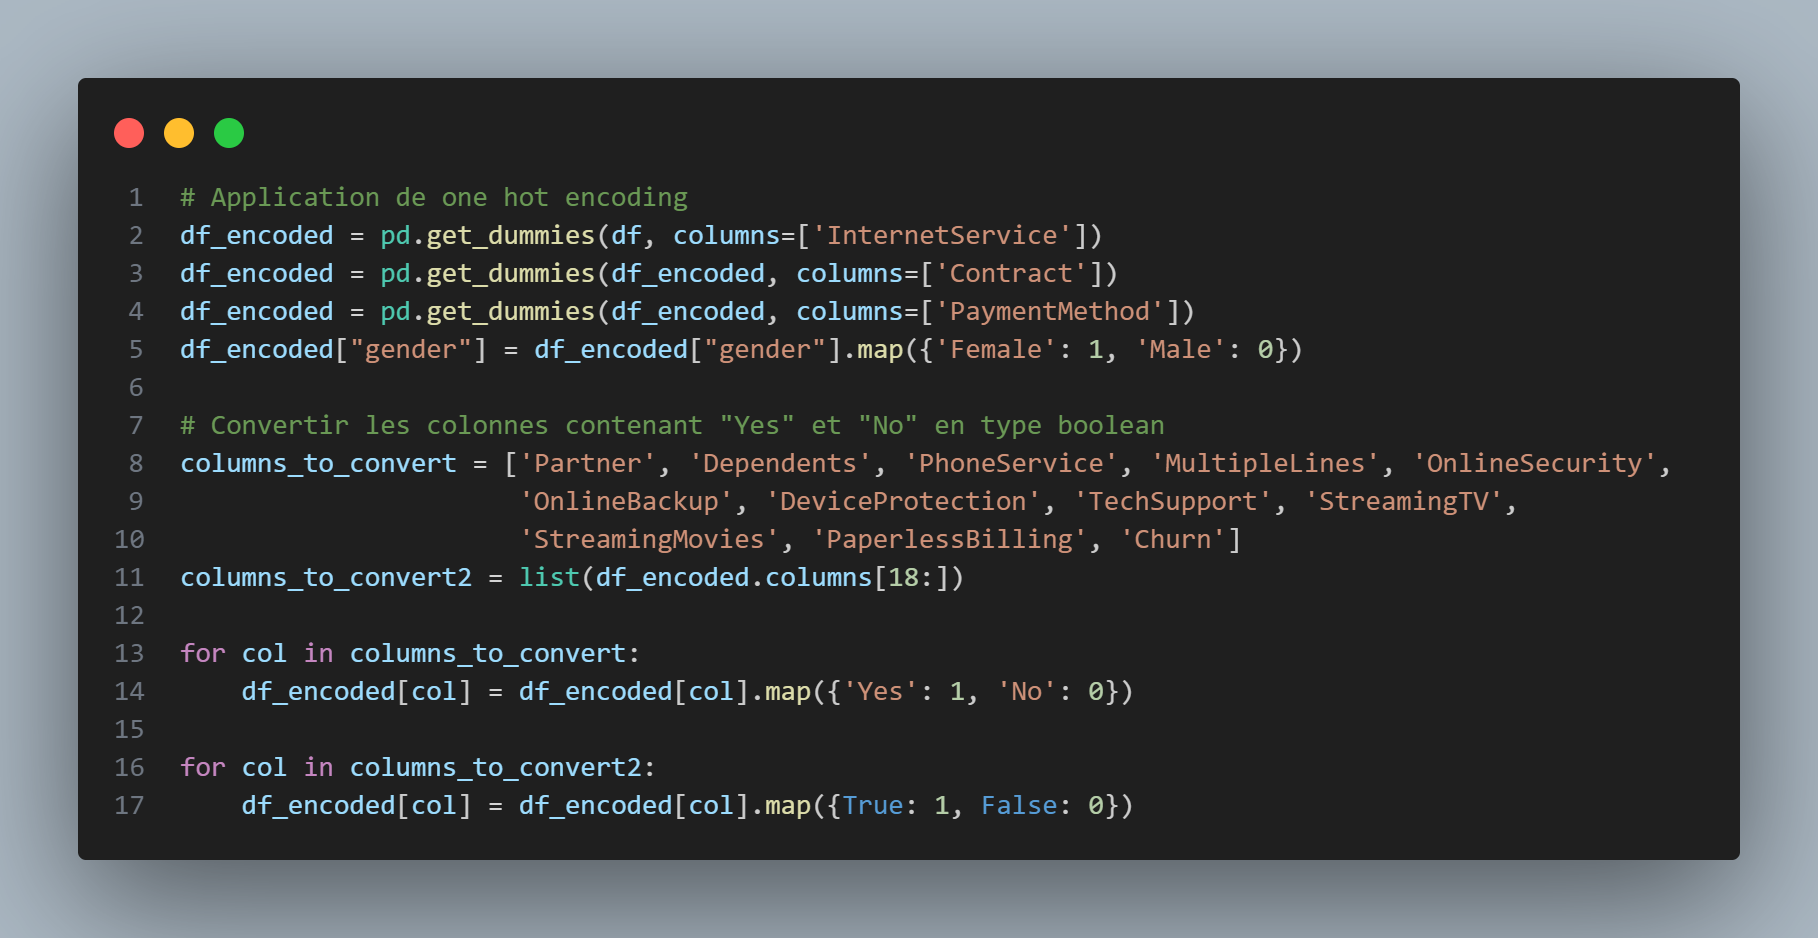 1 # Application de one hot encoding
2 df_encoded = pd.get_dummies(df, columns=['InternetService'])
3 df_encoded = pd.get_dummies(df_encoded, columns=['Contract'])
4 df_encoded = pd.get_dummies(df_encoded, columns=['PaymentMethod'])
5 df_encoded["gender"] = df_encoded["gender"].map({'Female': 1, 'Male': 0})
6
7 # Convertir les colonnes contenant "Yes" et "No" en type boolean
8 columns_to_convert = ['Partner', 'Dependents', 'PhoneService', 'MultipleLines', 'OnlineSecurity',
9                       'OnlineBackup', 'DeviceProtection', 'TechSupport', 'StreamingTV',
10                       'StreamingMovies', 'PaperlessBilling', 'Churn']
11 columns_to_convert2 = list(df_encoded.columns[18:])
12
13 for col in columns_to_convert:
14     df_encoded[col] = df_encoded[col].map({'Yes': 1, 'No': 0})
15
16 for col in columns_to_convert2:
17     df_encoded[col] = df_encoded[col].map({True: 1, False: 0})